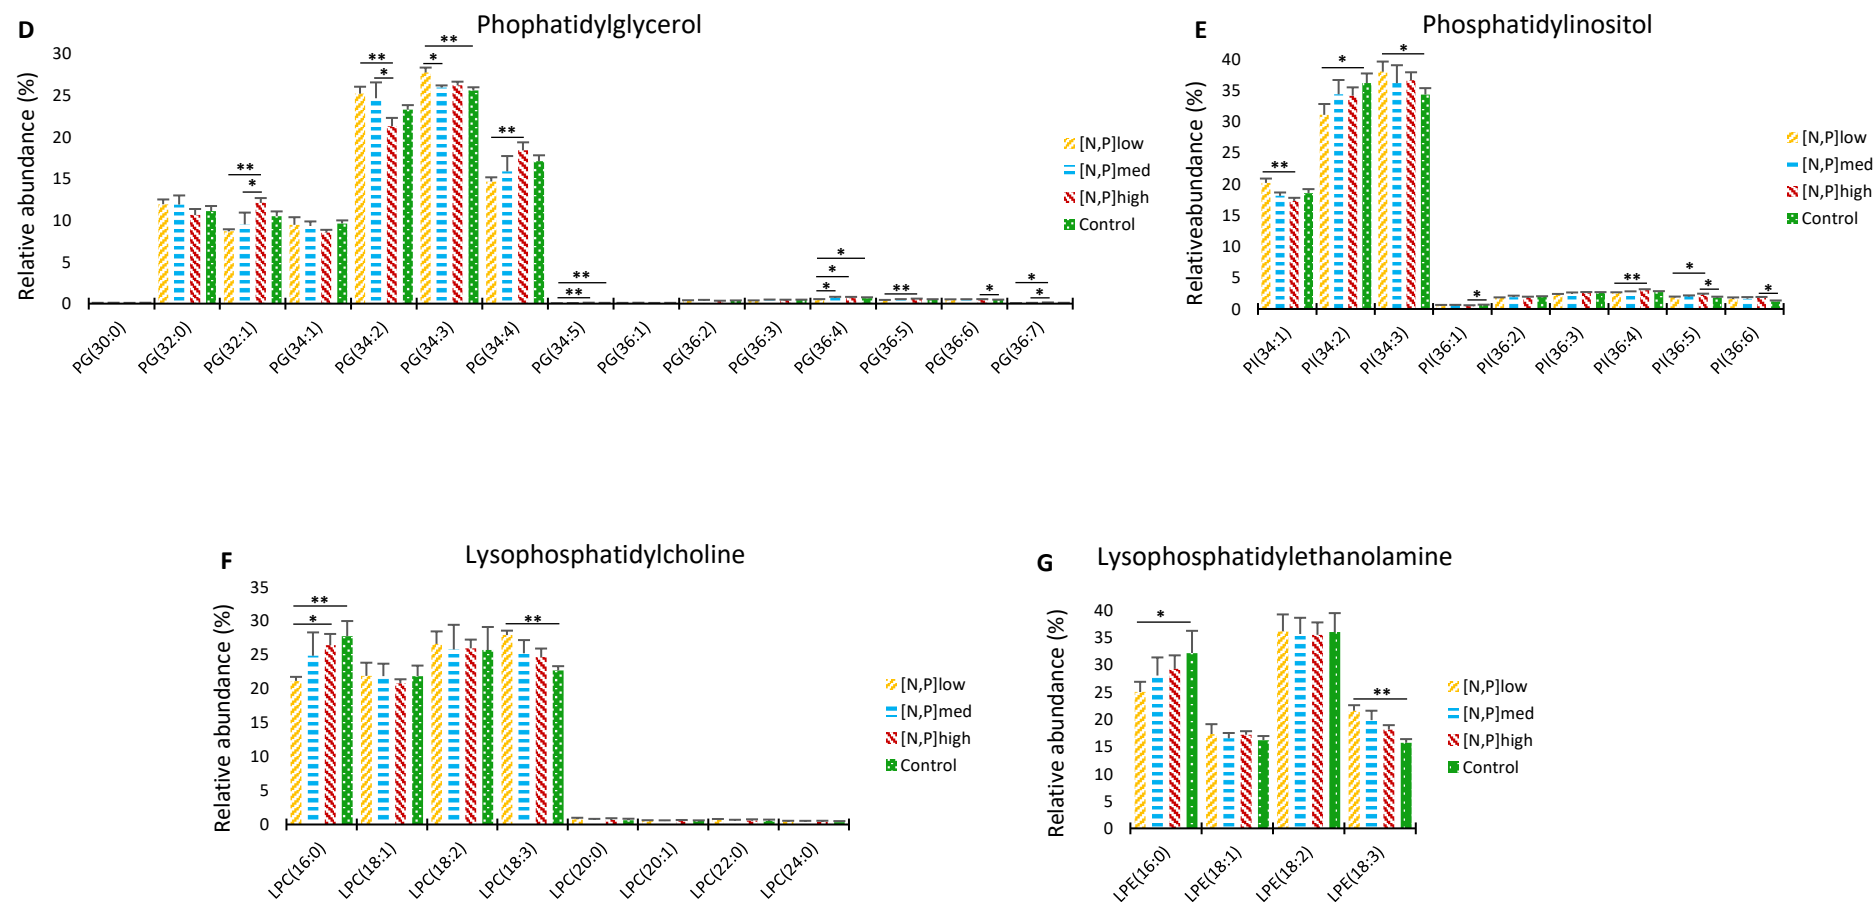 D
Phophatidylglycerol
Relative abundance (%)
30
25
20
15
10
5
0
** * ** * ** * ** ** ** * * * ** * * *
PG(30:0) PG(32:0) PG(32:1) PG(34:1) PG(34:2) PG(34:3) PG(34:4) PG(34:5) PG(36:1) PG(36:2) PG(36:3) PG(36:4) PG(36:5) PG(36:6) PG(36:7)
[N,P]low
[N,P]med
[N,P]high
Control
E
Phosphatidylinositol
Relativeabundance (%)
40
35
30
25
20
15
10
5
0
** * * * ** * * *
PI(34:1) PI(34:2) PI(34:3) PI(36:1) PI(36:2) PI(36:3) PI(36:4) PI(36:5) PI(36:6)
[N,P]low
[N,P]med
[N,P]high
Control
F
Lysophosphatidylcholine
Relative abundance (%)
35
30
25
20
15
10
5
0
** * **
LPC(16:0) LPC(18:1) LPC(18:2) LPC(18:3) LPC(20:0) LPC(20:1) LPC(22:0) LPC(24:0)
[N,P]low
[N,P]med
[N,P]high
Control
G
Lysophosphatidylethanolamine
Relative abundance (%)
40
35
30
25
20
15
10
5
0
* **
LPE(16:0) LPE(18:1) LPE(18:2) LPE(18:3)
[N,P]low
[N,P]med
[N,P]high
Control